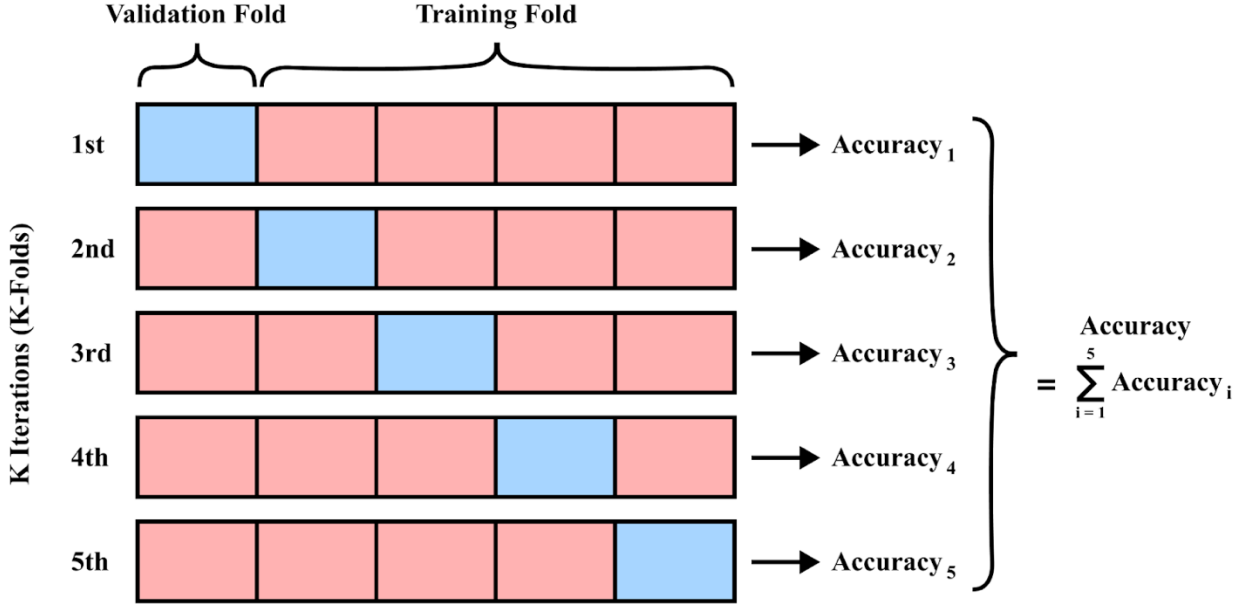 Validation Fold
Training Fold
K Iterations (K-Folds)
1st
Accuracy 1
2nd
Accuracy 2
3rd
Accuracy 3
4th
Accuracy 4
5th
Accuracy 5
Accuracy
5
= ∑ Accuracy i
i = 1